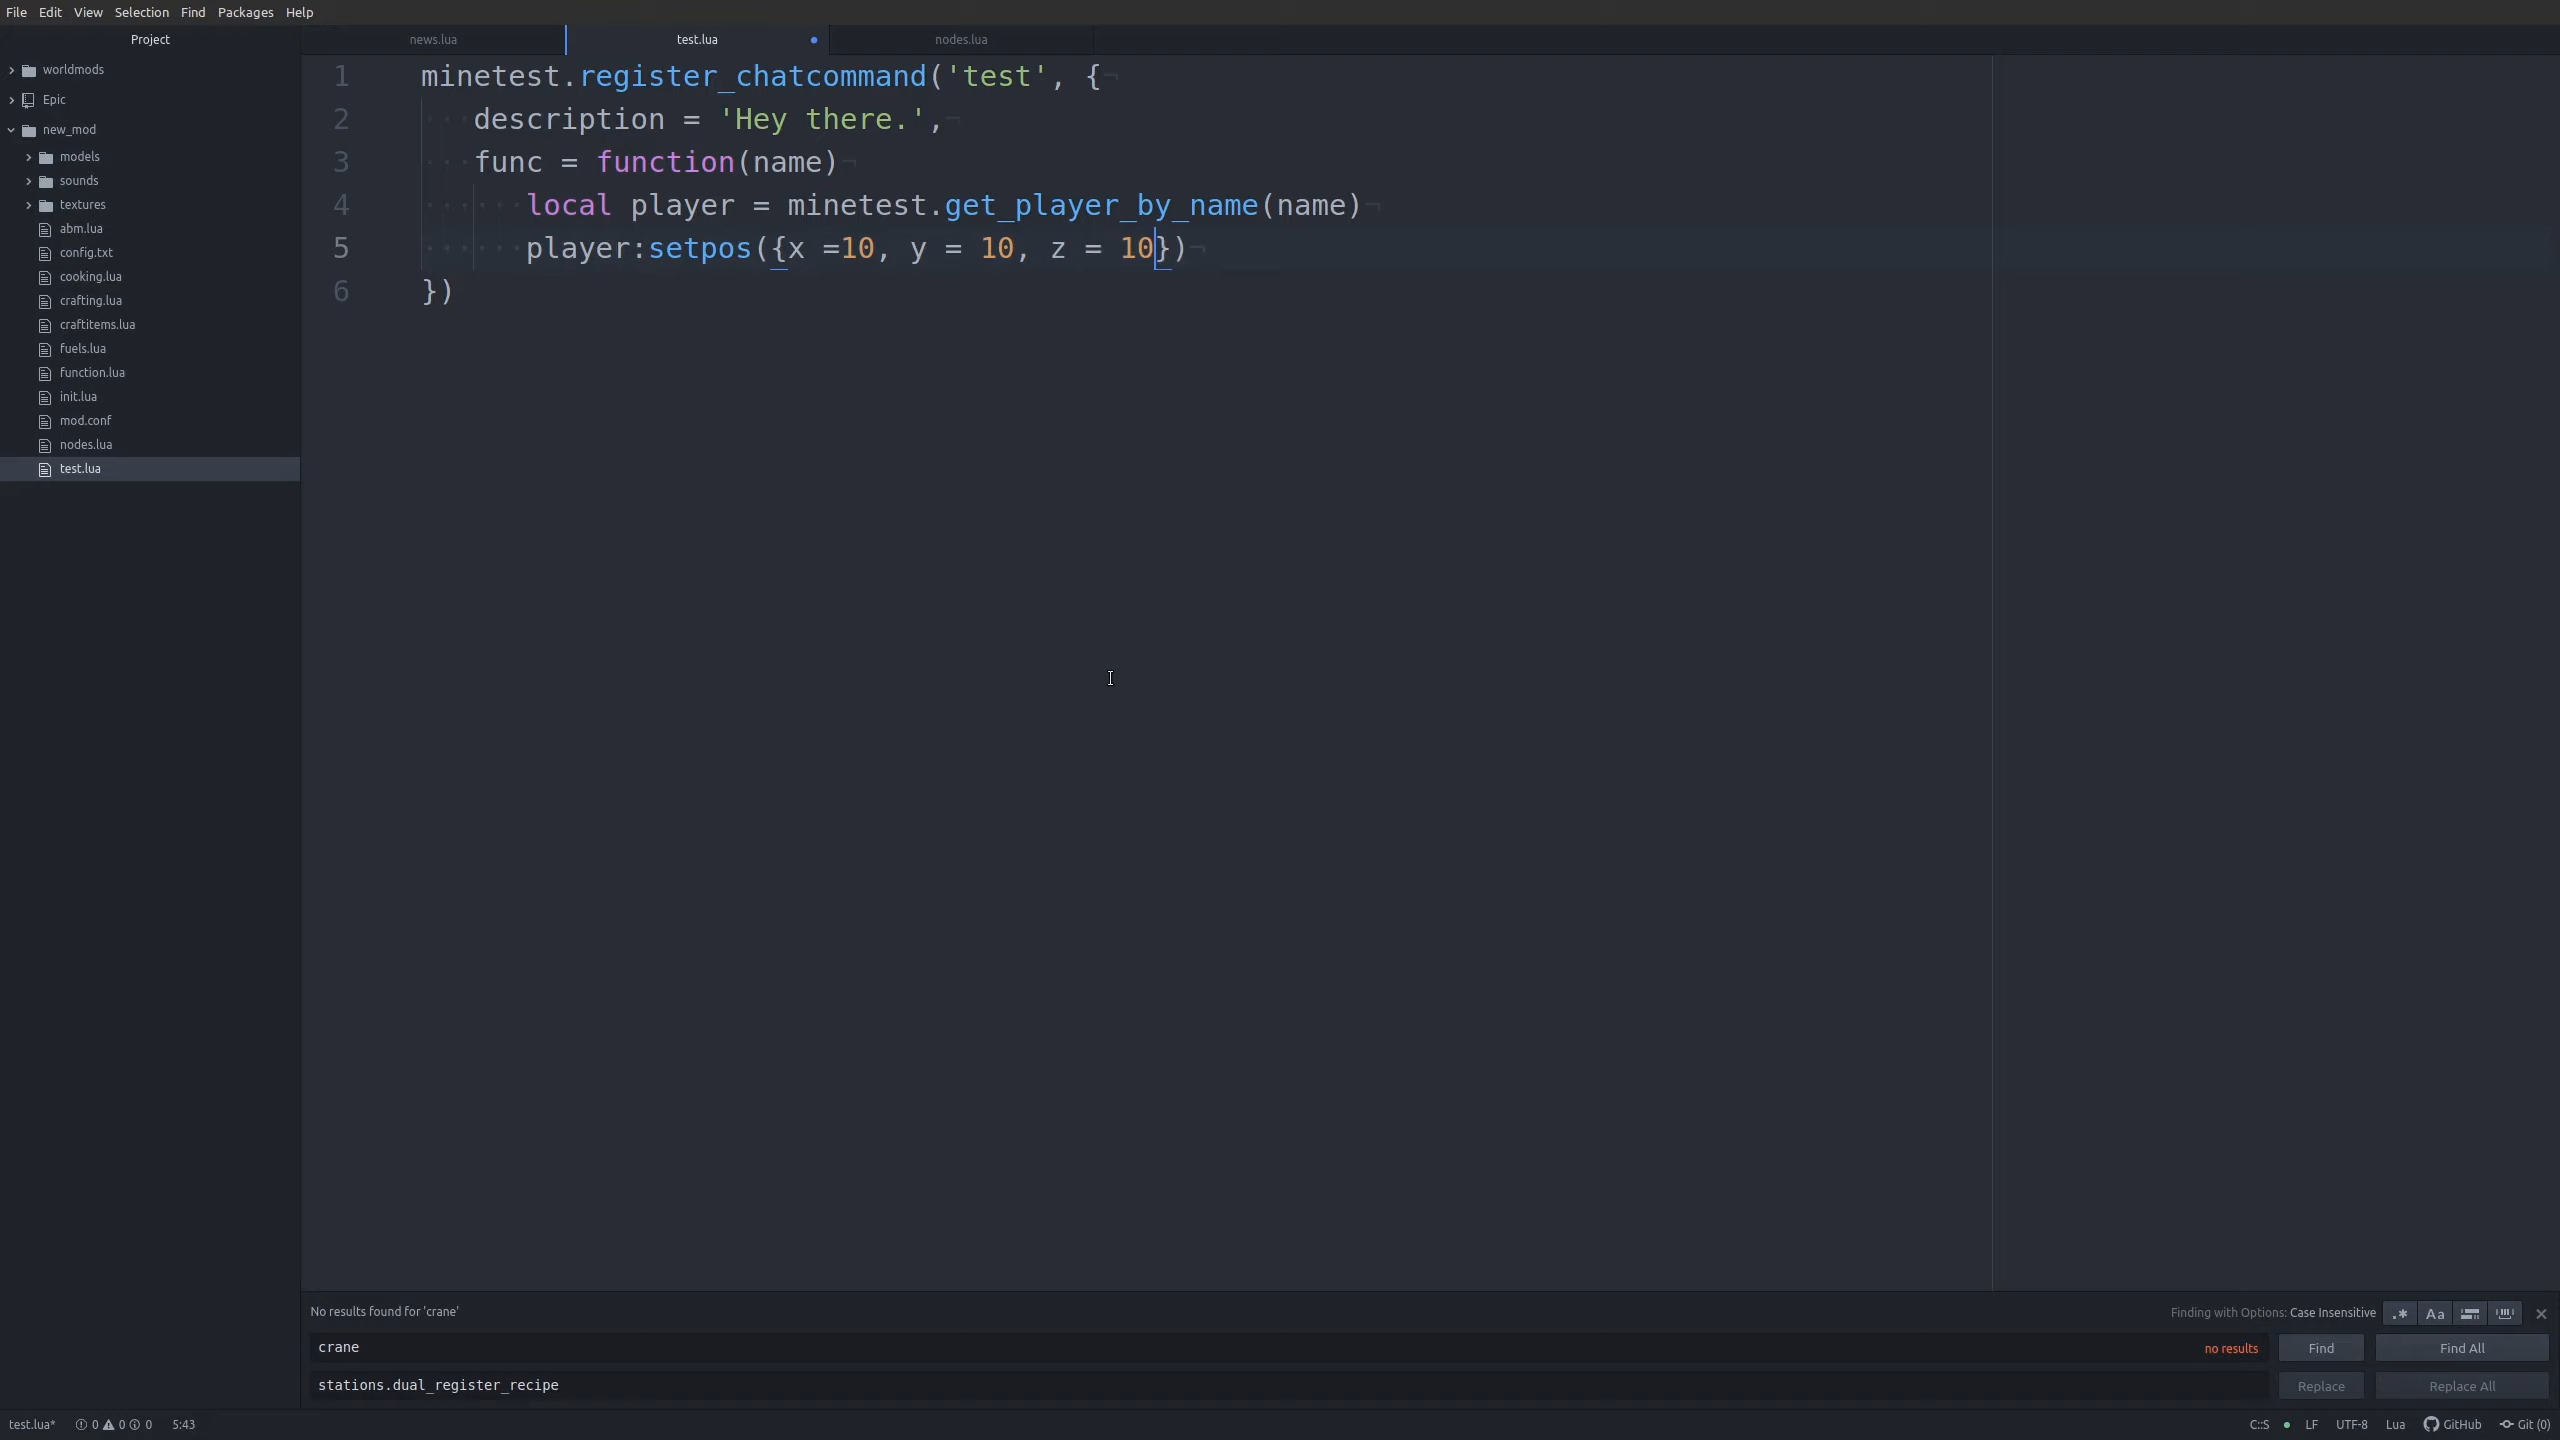 File Edit View Selection Find Packages Help
Project
news.lua test.lua nodes.lua
worldmods
Epic
new_mod
models
sounds
textures
abm.lua
config.txt
cooking.lua
crafting.lua
craftitems.lua
fuels.lua
function.lua
init.lua
mod.conf
nodes.lua
test.lua
1 minetest.register_chatcommand('test', {
2 description = 'Hey there.',
3 func = function(name)
4 local player = minetest.get_player_by_name(name)
5 player:setpos({x =10, y = 10, z = 10})
6 })
No results found for 'crane' Finding with Options: Case Insensitive .* Aa
crane no results Find Find All
stations.dual_register_recipe Replace Replace All
test.lua* 0 0 0 5:43 C::S LF UTF-8 Lua GitHub Git (0)